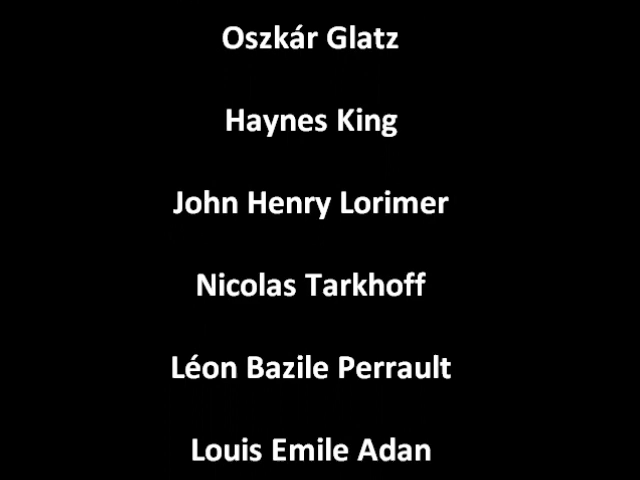 Oszkár Glatz
Haynes King
John Henry Lorimer
Nicolas Tarkhoff
Léon Bazile Perrault
Louis Emile Adan